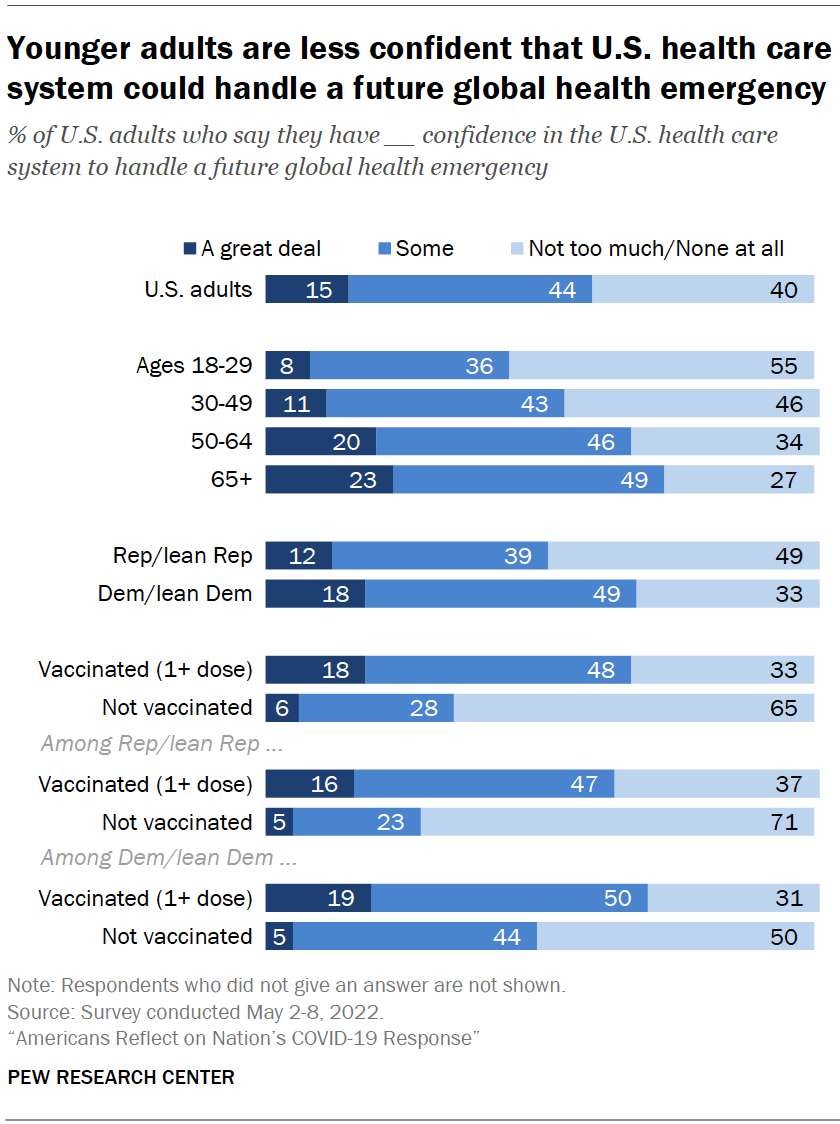 Younger adults are less confident that U.S. health care
system could handle a future global health emergency
% of U.S. adults who say they have __ confidence in the U.S. health care
system to handle a future global health emergency
A great deal Some Not too much/None at all
U.S. adults 15 44 40
Ages 18-29 8 36 55
30-49 11 43 46
50-64 20 46 34
65+ 23 49 27
Rep/lean Rep 12 39 49
Dem/lean Dem 18 49 33
Vaccinated (1+ dose) 18 48 33
Not vaccinated 6 28 65
Among Rep/lean Rep ...
Vaccinated (1+ dose) 16 47 37
Not vaccinated 5 23 71
Among Dem/lean Dem ...
Vaccinated (1+ dose) 19 50 31
Not vaccinated 5 44 50
Note: Respondents who did not give an answer are not shown.
Source: Survey conducted May 2-8, 2022.
“Americans Reflect on Nation’s COVID-19 Response”
PEW RESEARCH CENTER